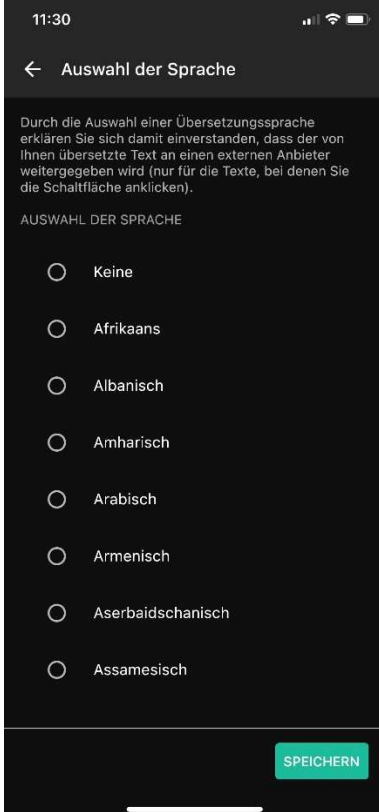 11:30
Auswahl der Sprache
Durch die Auswahl einer Übersetzungssprache
erklären Sie sich damit einverstanden, dass der von
Ihnen übersetzte Text an einen externen Anbieter
weitergegeben wird (nur für die Texte, bei denen Sie
die Schaltfläche anklicken).
AUSWAHL DER SPRACHE
Keine
Afrikaans
Albanisch
Amharisch
Arabisch
Armenisch
Aserbaidschanisch
Assamesisch
SPEICHERN